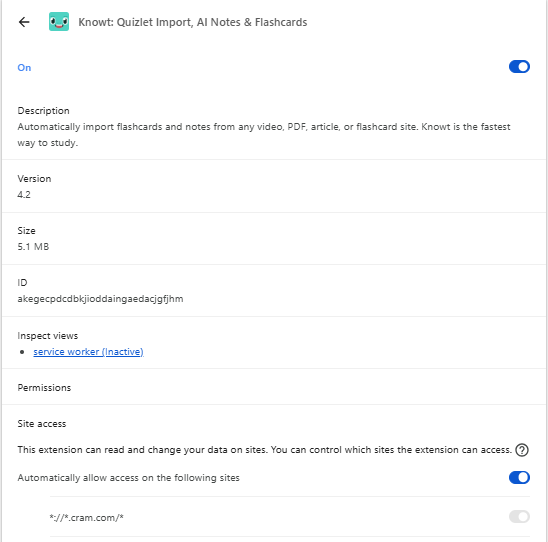 Knowt: Quizlet Import, AI Notes & Flashcards
On
Description
Automatically import flashcards and notes from any video, PDF, article, or flashcard site. Knowt is the fastest
way to study.
Version
4.2
Size
5.1 MB
ID
akegecpdcdbkjioddaingaedacjgfjhm
Inspect views
service worker (Inactive)
Permissions
Site access
This extension can read and change your data on sites. You can control which sites the extension can access.
Automatically allow access on the following sites
*://*.cram.com/*